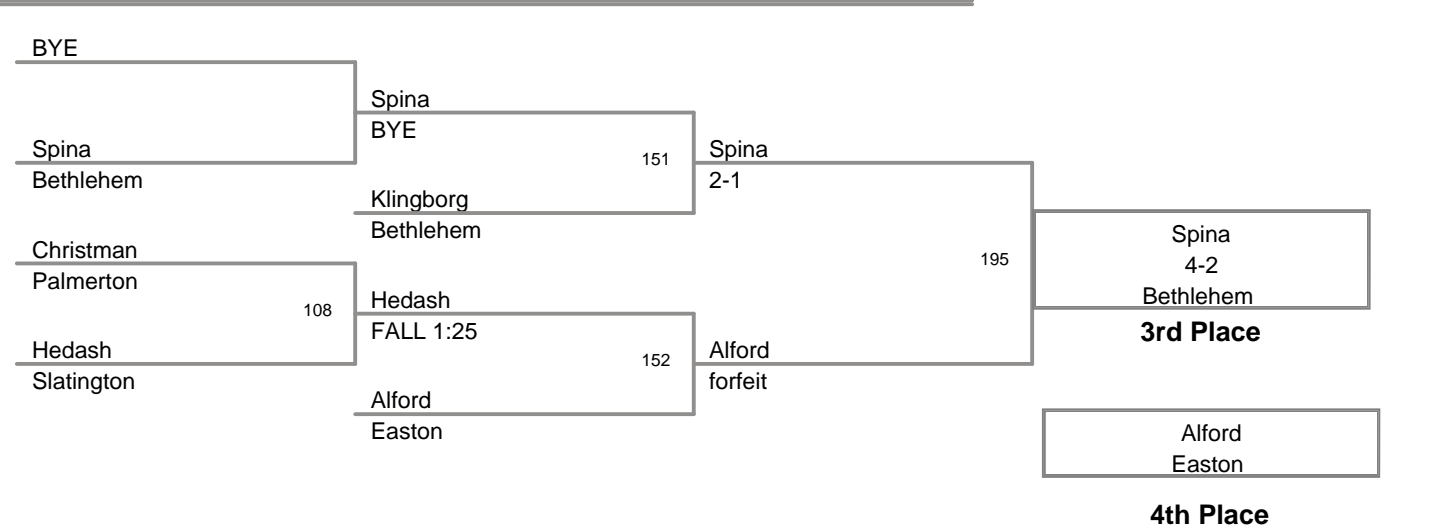 BYE
Spina
BYE
Spina
Bethlehem
151
Spina
2-1
Klingborg
Bethlehem
Christman
Palmerton
195
Spina
4-2
Bethlehem
3rd Place
108
Hedash
FALL 1:25
Hedash
Slatington
152
Alford
forfeit
Alford
Easton
Alford
Easton
4th Place